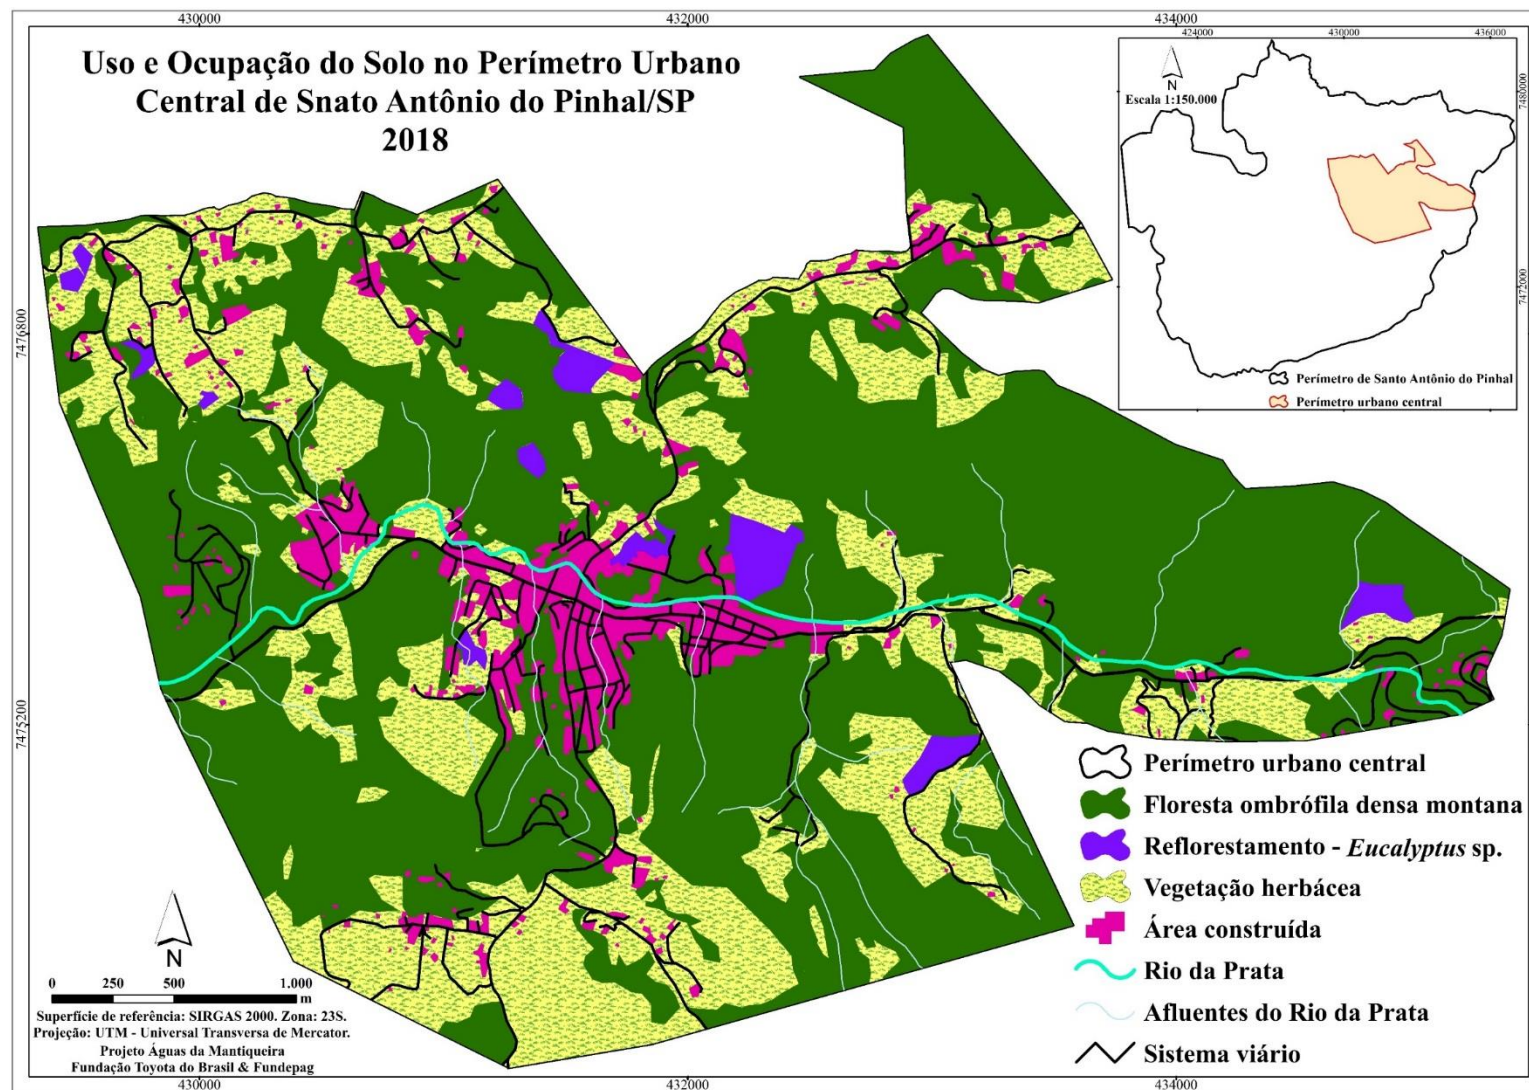 430000
432000
434000
Uso e Ocupação do Solo no Perímetro Urbano
Central de Snato Antônio do Pinhal/SP
2018
424000
430000
436000
N
Escala 1:150.000
7480000
7472000
Perímetro de Santo Antônio do Pinhal
Perímetro urbano central
7476800
7475200
Perímetro urbano central
Floresta ombrófila densa montana
Reflorestamento - Eucalyptus sp.
Vegetação herbácea
Área construída
Rio da Prata
Afluentes do Rio da Prata
Sistema viário
N
0 250 500 1.000
m
Superfície de referência: SIRGAS 2000. Zona: 23S.
Projeção: UTM - Universal Transversa de Mercator.
Projeto Águas da Mantiqueira
Fundação Toyota do Brasil & Fundepag
430000
432000
434000